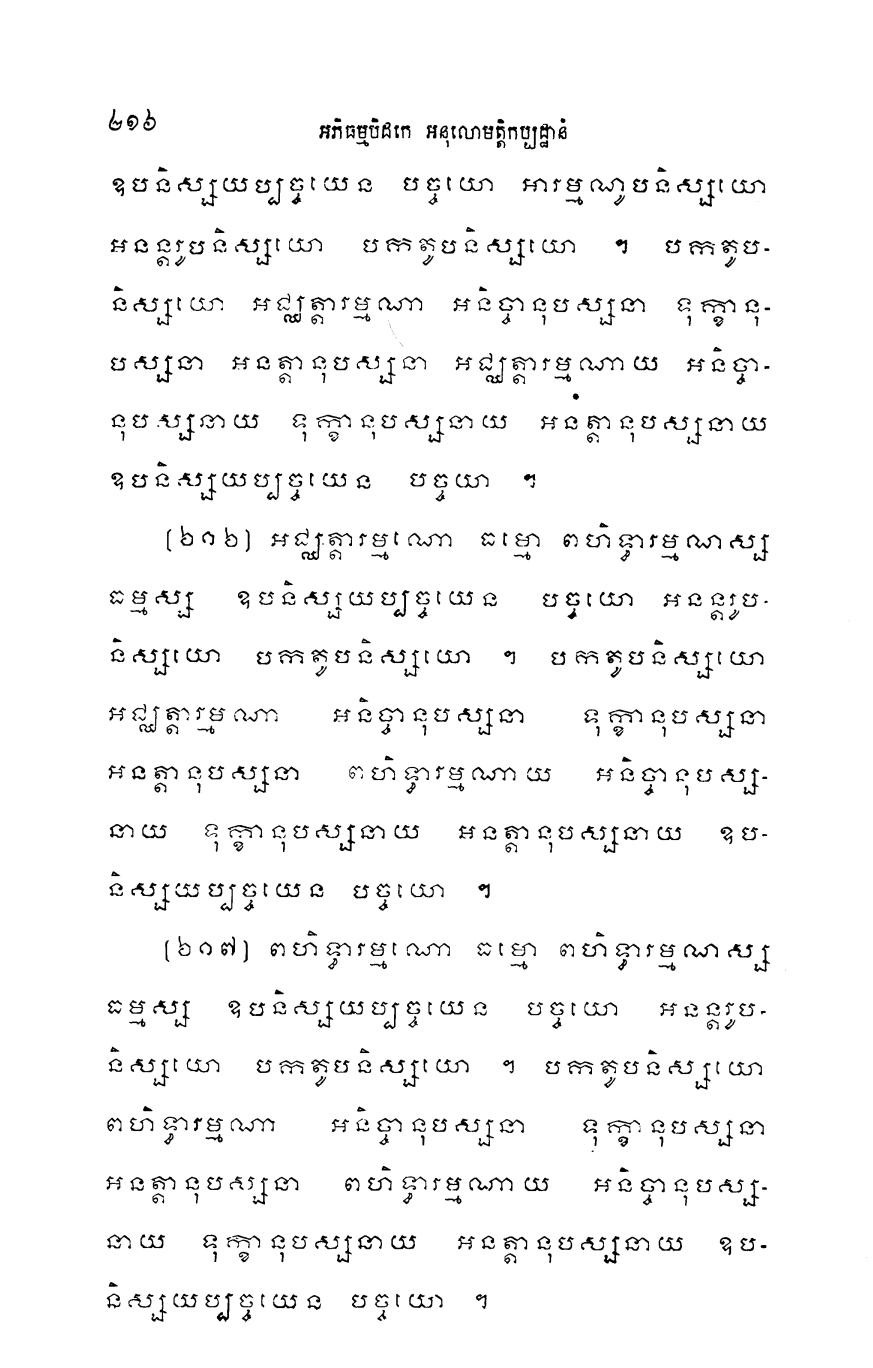 ២១៦
អភិធម្មបិដកេ អនុលោមត្តិកប្បដ្ឋានំ
ឧបនិស្សយប្បច្ចយេន បច្ចយោ អារម្មណូបនិស្សយោ
អនន្តរូបនិស្សយោ បកតូបនិស្សយោ ។ បកតូប-
និស្សយោ អជ្ឈត្តារម្មណា អនិច្ចានុបស្សនា ទុក្ខានុ-
បស្សនា អនត្តានុបស្សនា អជ្ឈត្តារម្មណាយ អនិច្ចា-
នុបស្សនាយ ទុក្ខានុបស្សនាយ អនត្តានុបស្សនាយ
ឧបនិស្សយប្បច្ចយេន បច្ចយា ។
(៦១៦) អជ្ឈត្តារម្មណោ ធម្មោ ពហិទ្ធារម្មណស្ស
ធម្មស្ស ឧបនិស្សយប្បច្ចយេន បច្ចយោ អនន្តរូប-
និស្សយោ បកតូបនិស្សយោ ។ បកតូបនិស្សយោ
អជ្ឈត្តារម្មណា អនិច្ចានុបស្សនា ទុក្ខានុបស្សនា
អនត្តានុបស្សនា ពហិទ្ធារម្មណាយ អនិច្ចានុបស្ស-
នាយ ទុក្ខានុបស្សនាយ អនត្តានុបស្សនាយ ឧប-
និស្សយប្បច្ចយេន បច្ចយោ ។
(៦១៧) ពហិទ្ធារម្មណោ ធម្មោ ពហិទ្ធារម្មណស្ស
ធម្មស្ស ឧបនិស្សយប្បច្ចយេន បច្ចយោ អនន្តរូប-
និស្សយោ បកតូបនិស្សយោ ។ បកតូបនិស្សយោ
ពហិទ្ធារម្មណា អនិច្ចានុបស្សនា ទុក្ខានុបស្សនា
អនត្តានុបស្សនា ពហិទ្ធារម្មណាយ អនិច្ចានុបស្ស-
នាយ ទុក្ខានុបស្សនាយ អនត្តានុបស្សនាយ ឧប-
និស្សយប្បច្ចយេន បច្ចយោ ។